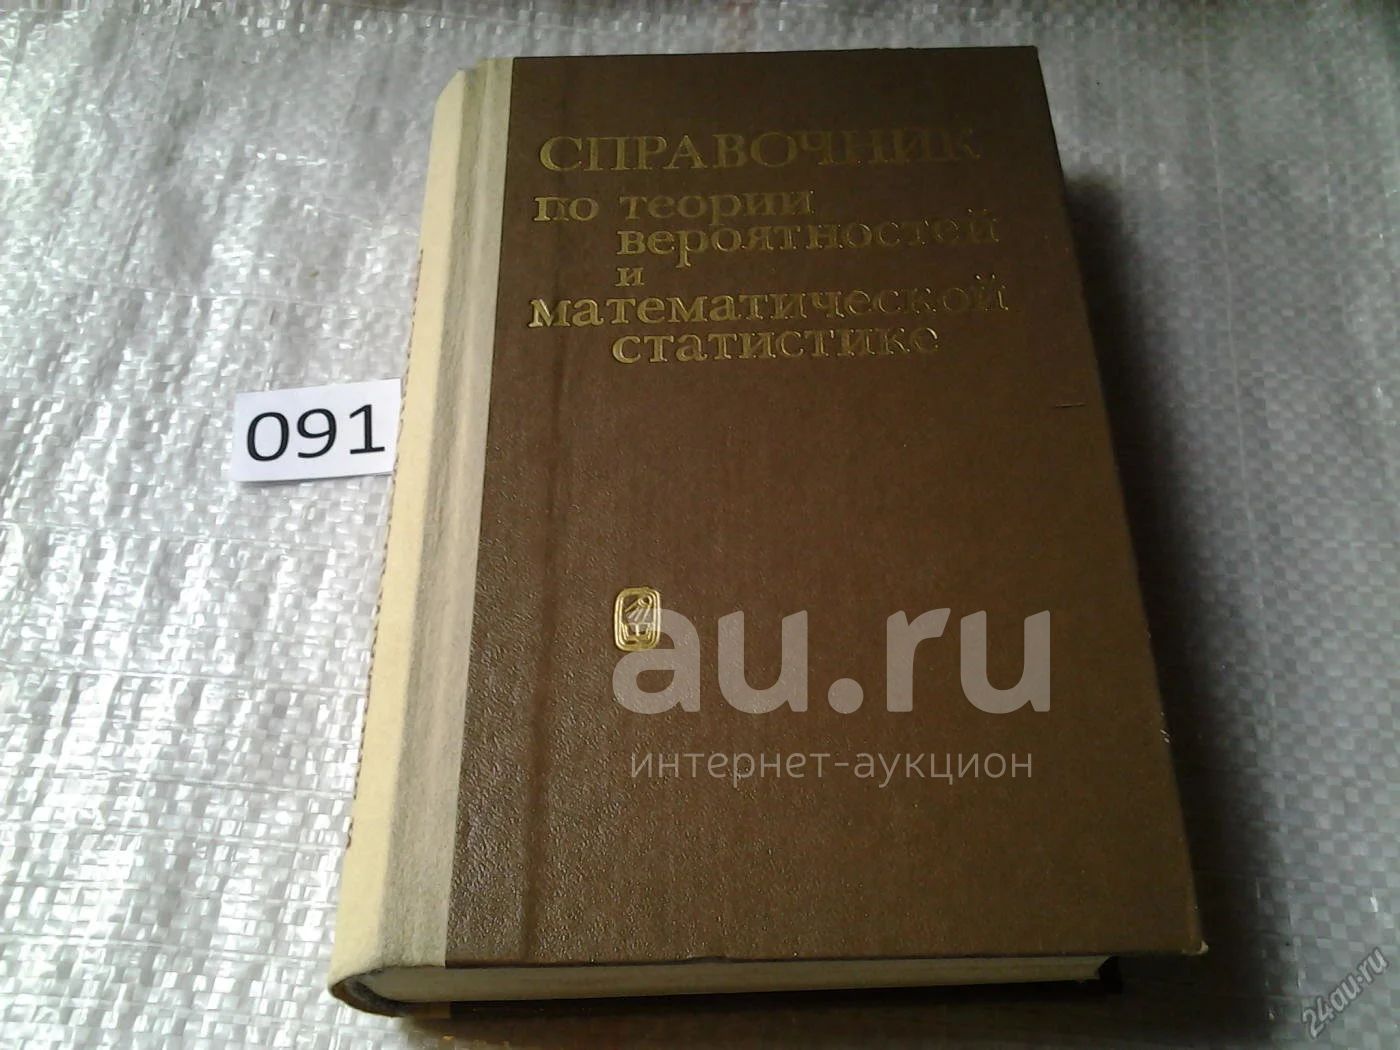 СПРАВОЧНИК
по теории
вероятностей
и
математической
статистике
091
au.ru
интернет-аукцион
24au.ru